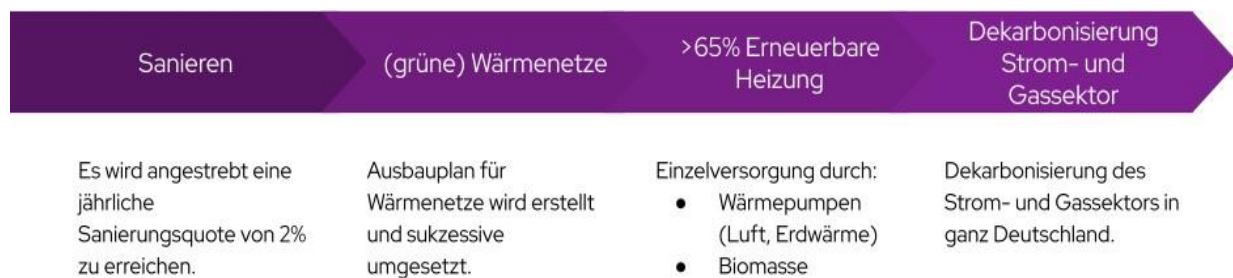 Sanieren
(grüne) Wärmenetze
>65% Erneuerbare
Heizung
Dekarbonisierung
Strom- und
Gassektor
Es wird angestrebt eine
jährliche
Sanierungsquote von 2%
zu erreichen.
Ausbauplan für
Wärmenetze wird erstellt
und sukzessive
umgesetzt.
Einzelversorgung durch:
● Wärmepumpen
(Luft, Erdwärme)
● Biomasse
Dekarbonisierung des
Strom- und Gassektors in
ganz Deutschland.